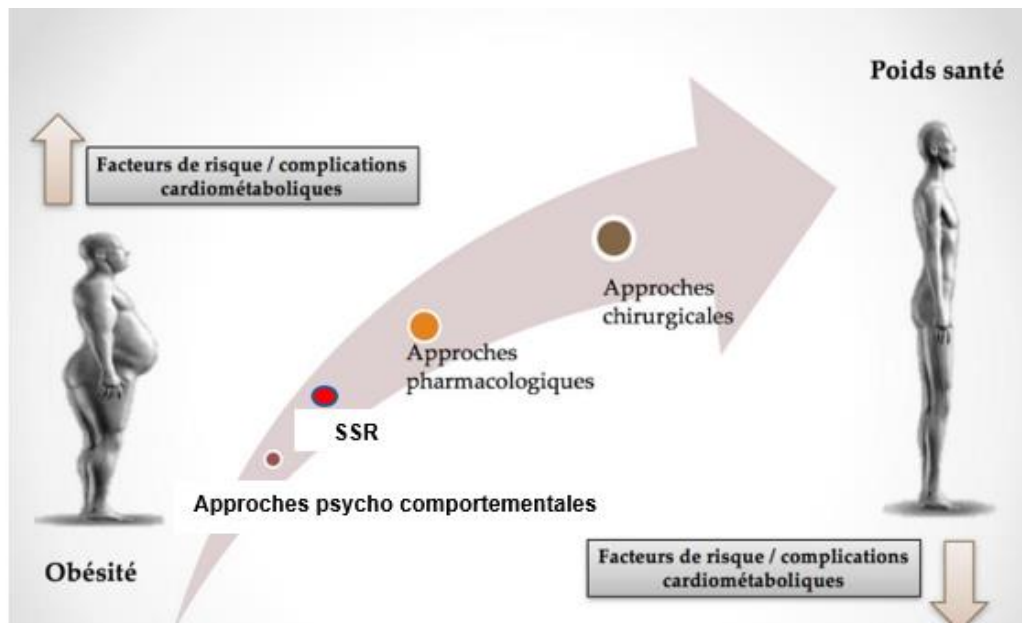 Poids santé
Facteurs de risque / complications
cardiométaboliques
Approches
chirurgicales
Approches
pharmacologiques
SSR
Approches psycho comportementales
Obésité
Facteurs de risque / complications
cardiométaboliques